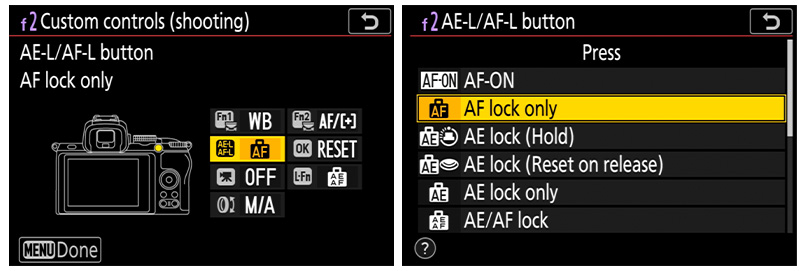 f2 Custom controls (shooting)
AE-L/AF-L button
AF lock only
Fn1 WB
Fn2 AF/[+]
AE-L AF-L AF
OK RESET
OFF
L-Fn AE AF
M/A
MENU Done
f2 AE-L/AF-L button
Press
AF-ON AF-ON
AF AF lock only
AE AE lock (Hold)
AE AE lock (Reset on release)
AE AE lock only
AE AF AE/AF lock
?